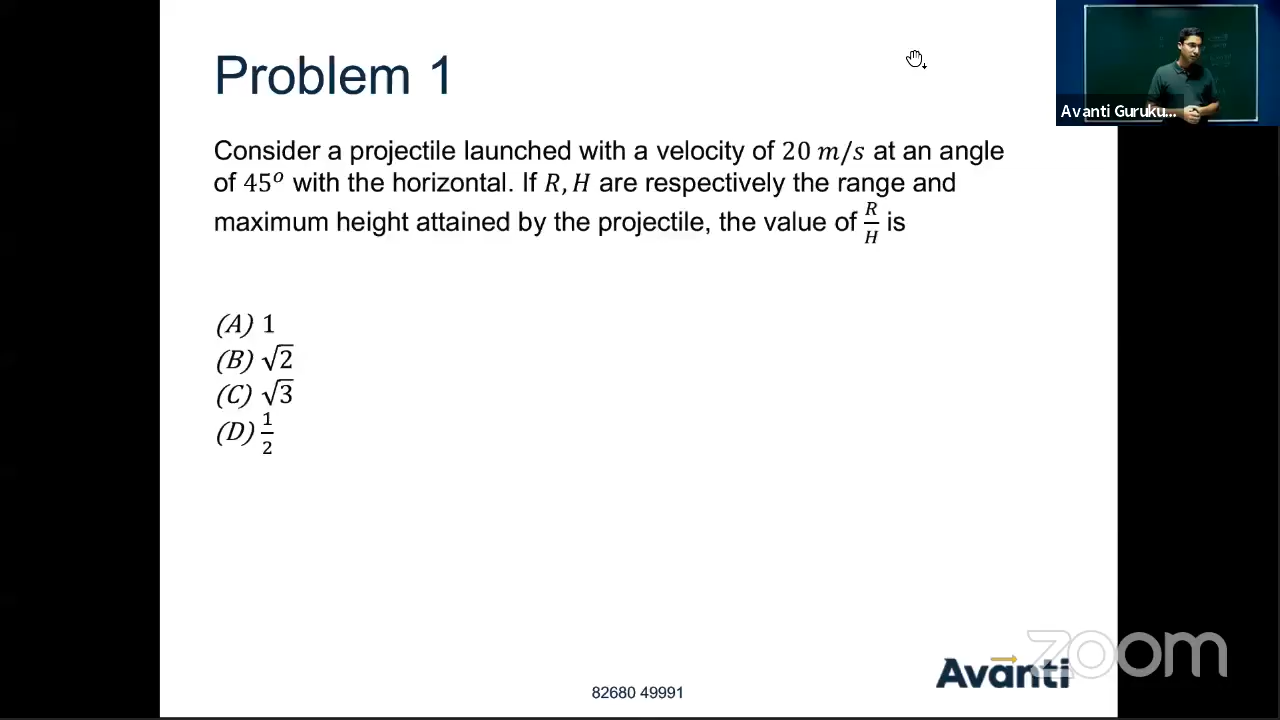 Problem 1
Avanti Guruku...
Consider a projectile launched with a velocity of 20 m/s at an angle
of 45° with the horizontal. If R, H are respectively the range and
maximum height attained by the projectile, the value of R/H is
(A) 1
(B) √2
(C) √3
(D) 1/2
zoom
Avanti
82680 49991